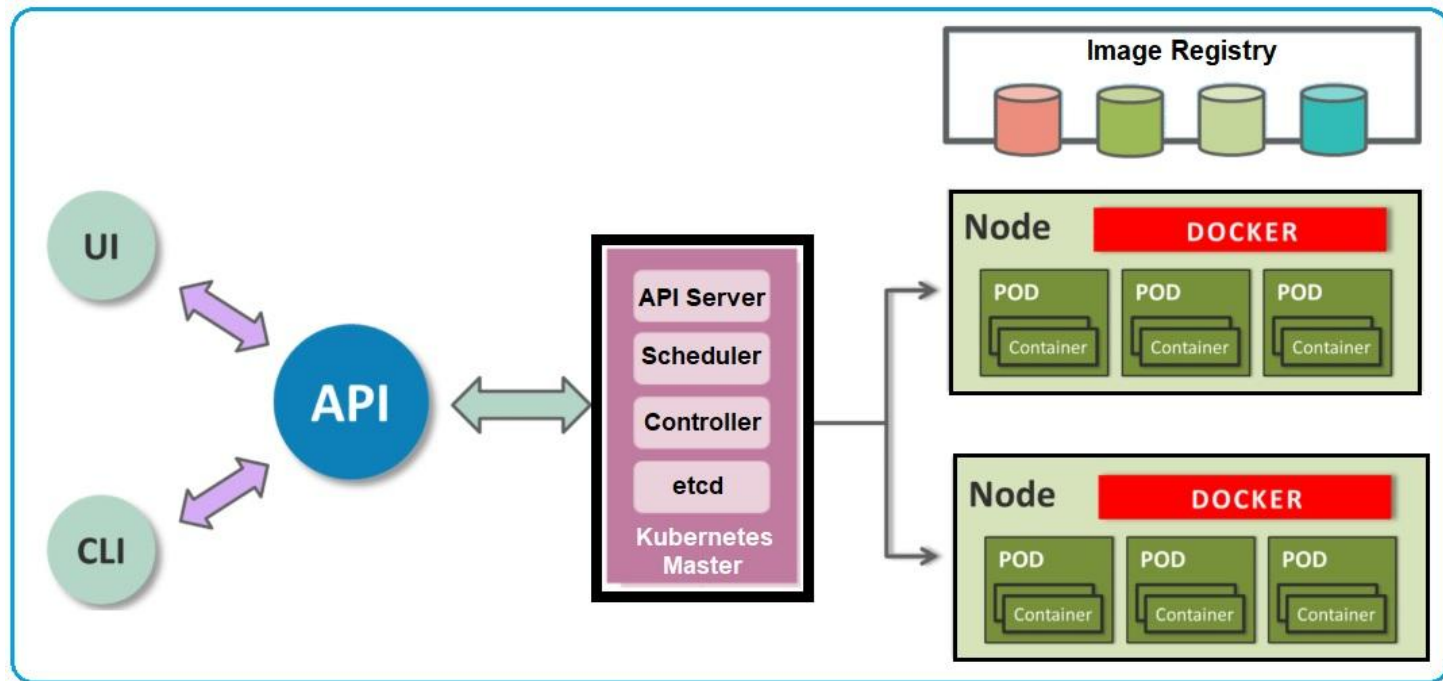 Image Registry
UI
API
CLI
API Server
Scheduler
Controller
etcd
Kubernetes
Master
Node
DOCKER
POD
POD
POD
Container
Container
Container
Node
DOCKER
POD
POD
POD
Container
Container
Container